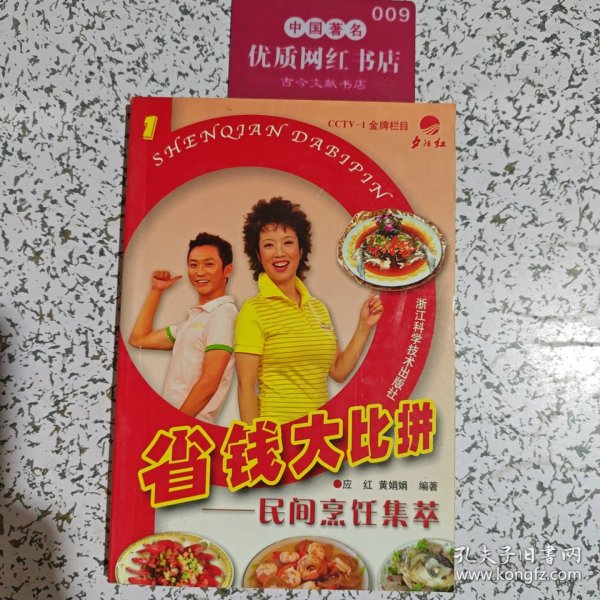 009
中国著名
优质网红书店
古今文献书店
1
SHENQIAN DABIPIN
CCTV-1 金牌栏目
夕阳红
浙江科学技术出版社
省钱大比拼
●应 红 黄娟娟 编著
——民间烹饪集萃
孔夫子旧书网
www.kongfz.com